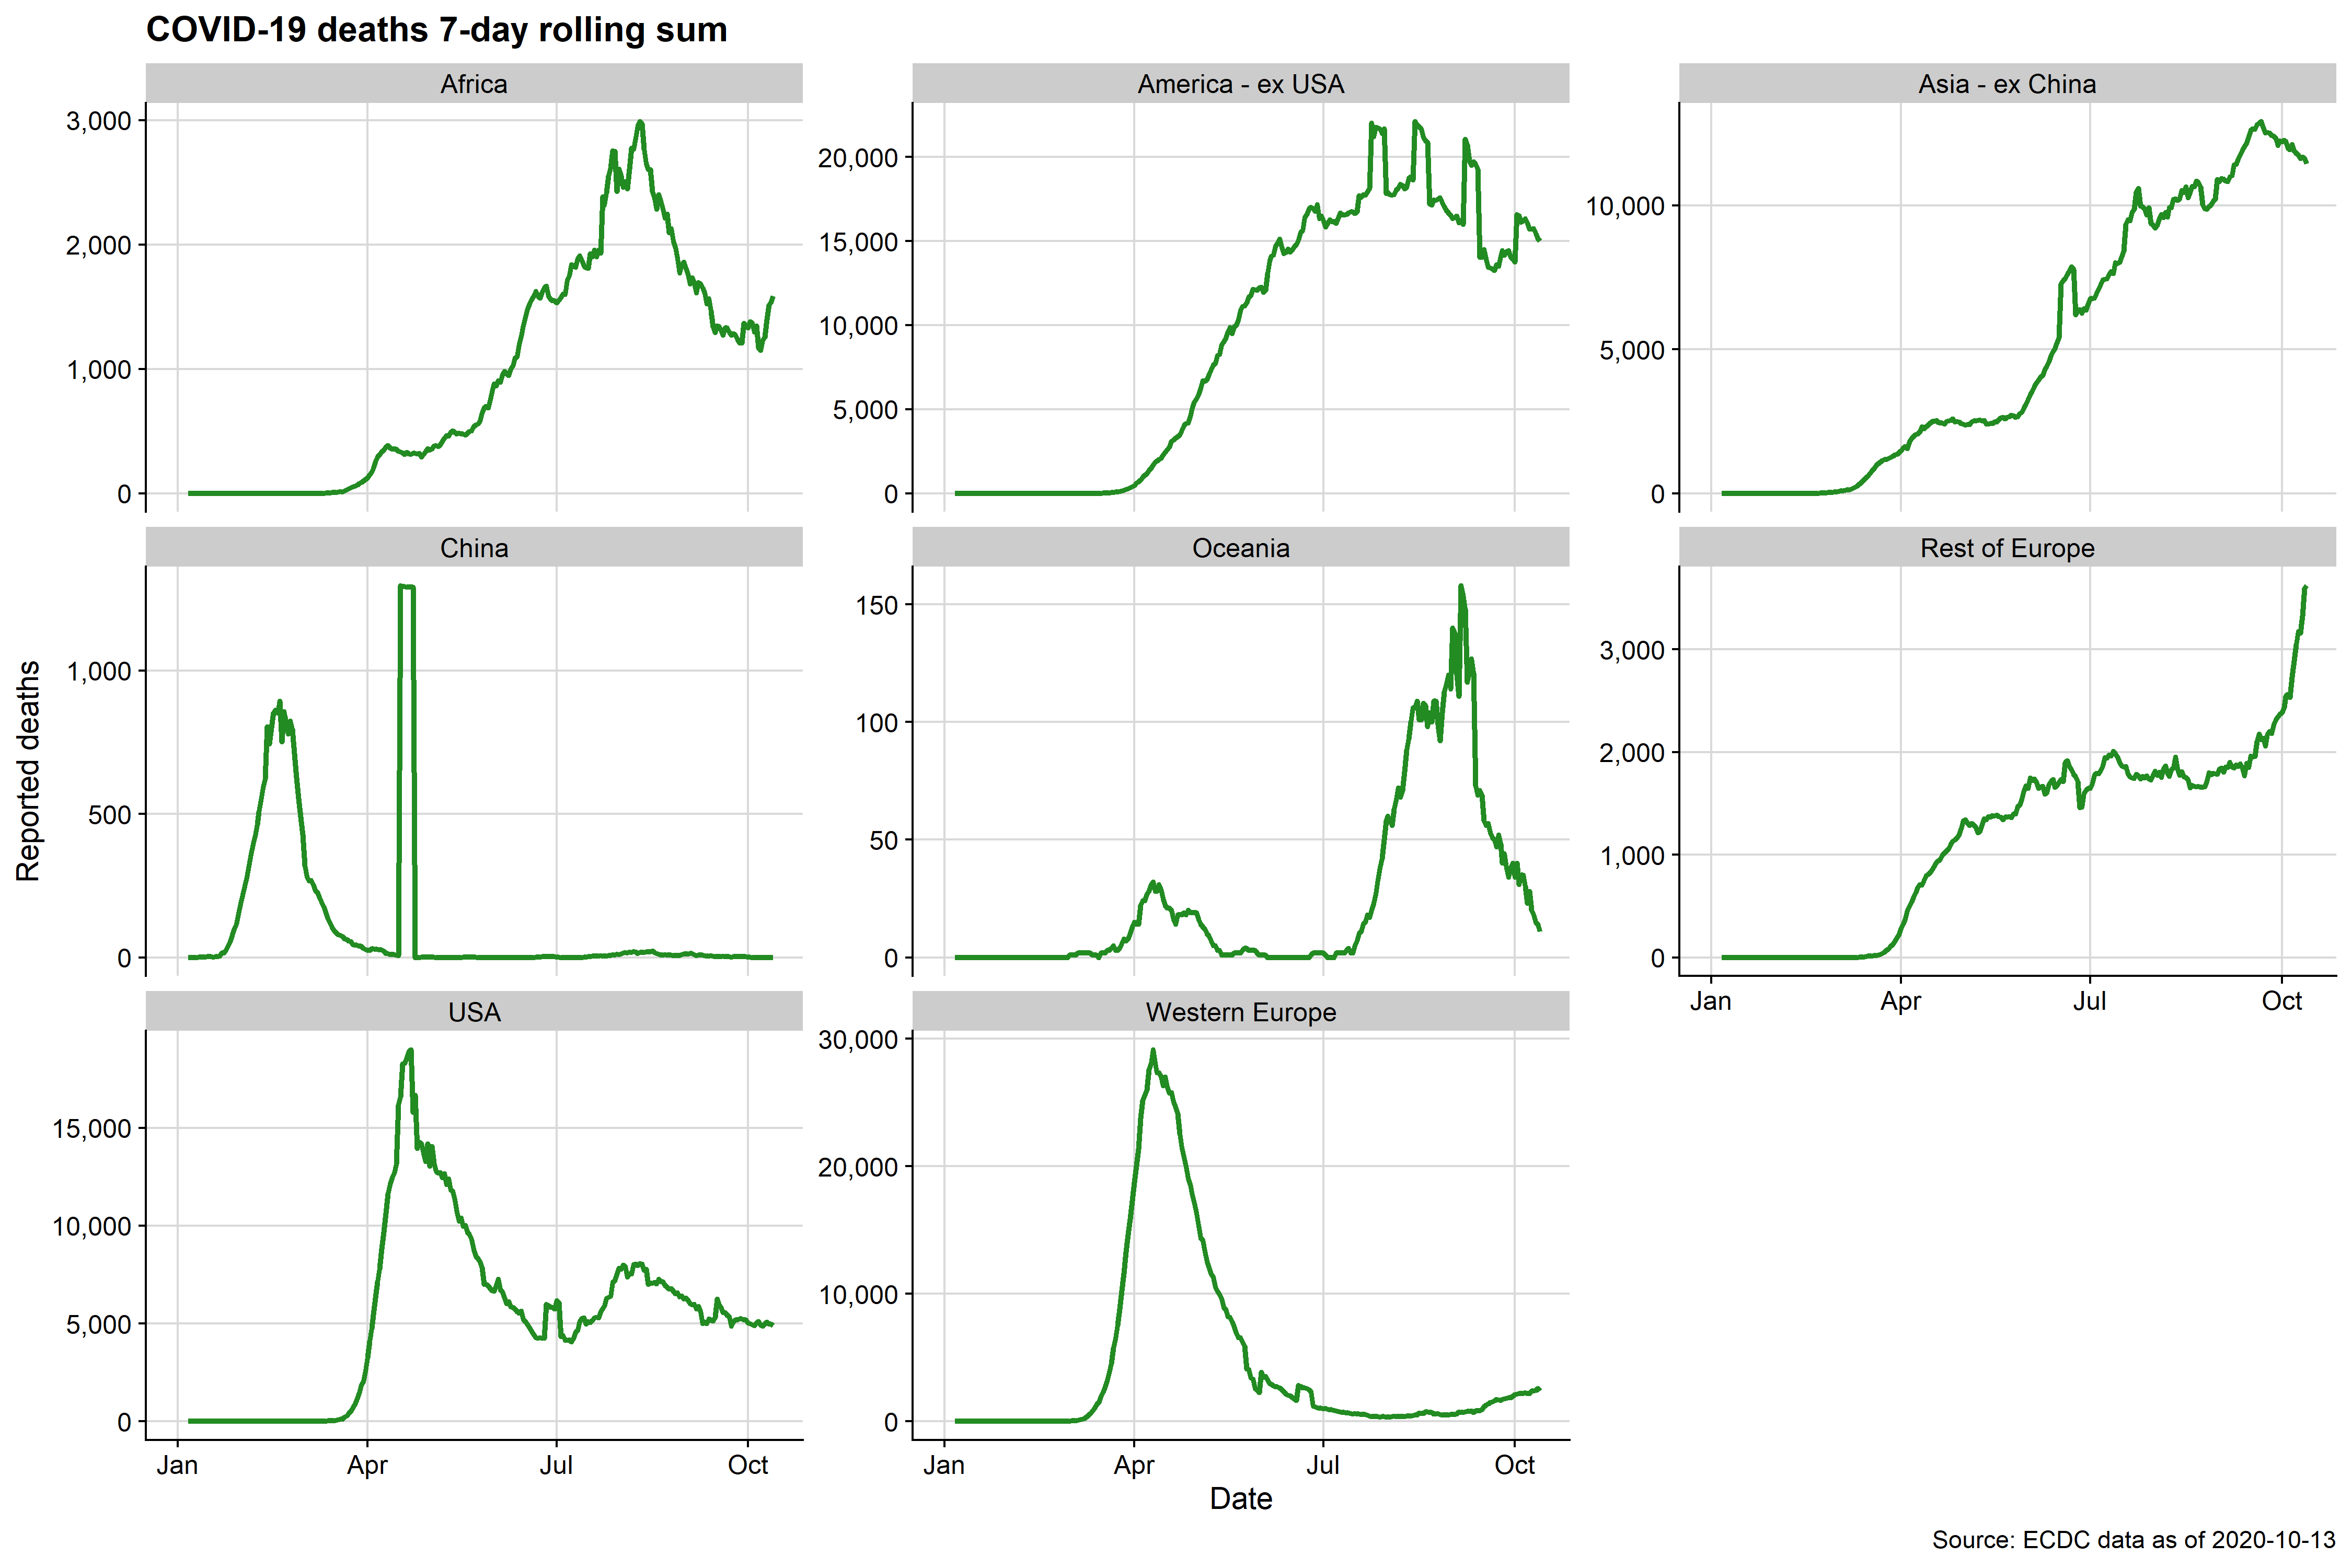 COVID-19 deaths 7-day rolling sum
Africa
America - ex USA
Asia - ex China
3,000
2,000
1,000
0
20,000
15,000
10,000
5,000
0
10,000
5,000
0
China
Oceania
Rest of Europe
1,000
500
0
150
100
50
0
3,000
2,000
1,000
0
Jan Apr Jul Oct
Reported deaths
USA
Western Europe
15,000
10,000
5,000
0
30,000
20,000
10,000
0
Jan Apr Jul Oct
Jan Apr Jul Oct
Date
Source: ECDC data as of 2020-10-13